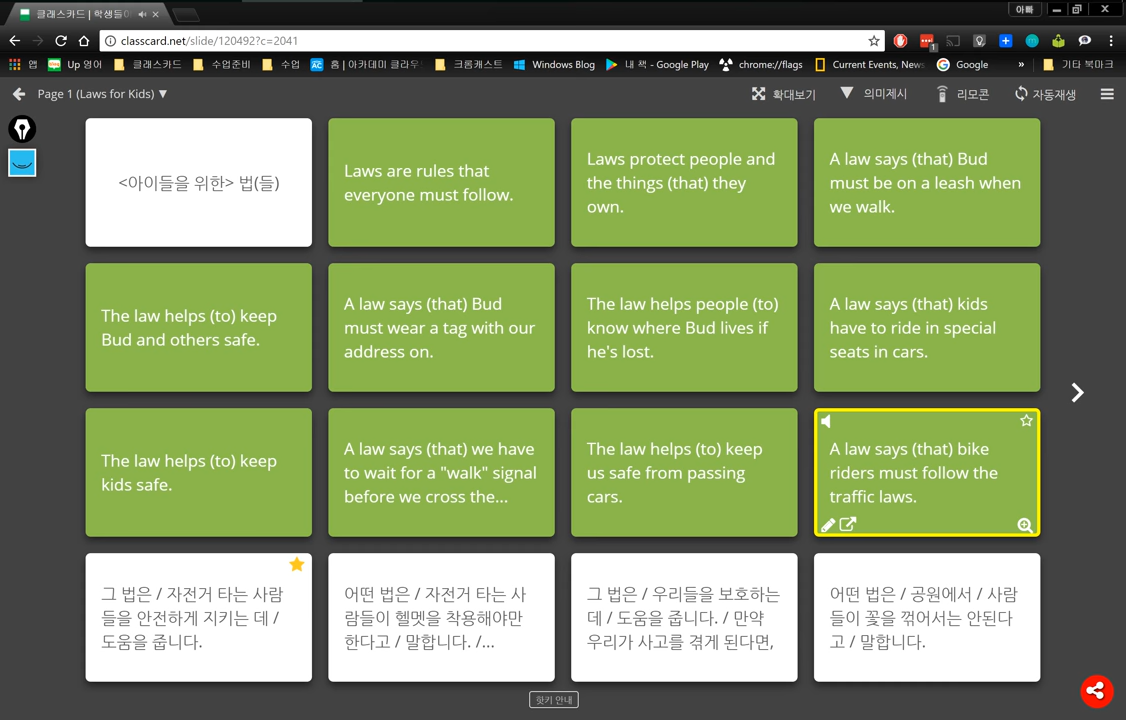 클래스카드 | 학생들이
아빠
classcard.net/slide/120492?c=2041
1
앱
Up 영어
클래스카드
수업준비
수업
AC
홈 | 아카데미 클라우
크롬캐스트
Windows Blog
내 책 - Google Play
chrome://flags
Current Events, News
Google
»
기타 북마크
Page 1 (Laws for Kids) ▼
확대보기
▼ 의미제시
리모콘
자동재생
<아이들을 위한> 법(들)
Laws are rules that
everyone must follow.
Laws protect people and
the things (that) they
own.
A law says (that) Bud
must be on a leash when
we walk.
The law helps (to) keep
Bud and others safe.
A law says (that) Bud
must wear a tag with our
address on.
The law helps people (to)
know where Bud lives if
he's lost.
A law says (that) kids
have to ride in special
seats in cars.
The law helps (to) keep
kids safe.
A law says (that) we have
to wait for a "walk" signal
before we cross the...
The law helps (to) keep
us safe from passing
cars.
A law says (that) bike
riders must follow the
traffic laws.
그 법은 / 자전거 타는 사람
들을 안전하게 지키는 데 /
도움을 줍니다.
어떤 법은 / 자전거 타는 사
람들이 헬멧을 착용해야만
한다고 / 말합니다. /...
그 법은 / 우리들을 보호하는
데 / 도움을 줍니다. / 만약
우리가 사고를 겪게 된다면,
어떤 법은 / 공원에서 / 사람
들이 꽃을 꺾어서는 안된다
고 / 말합니다.
핫키 안내